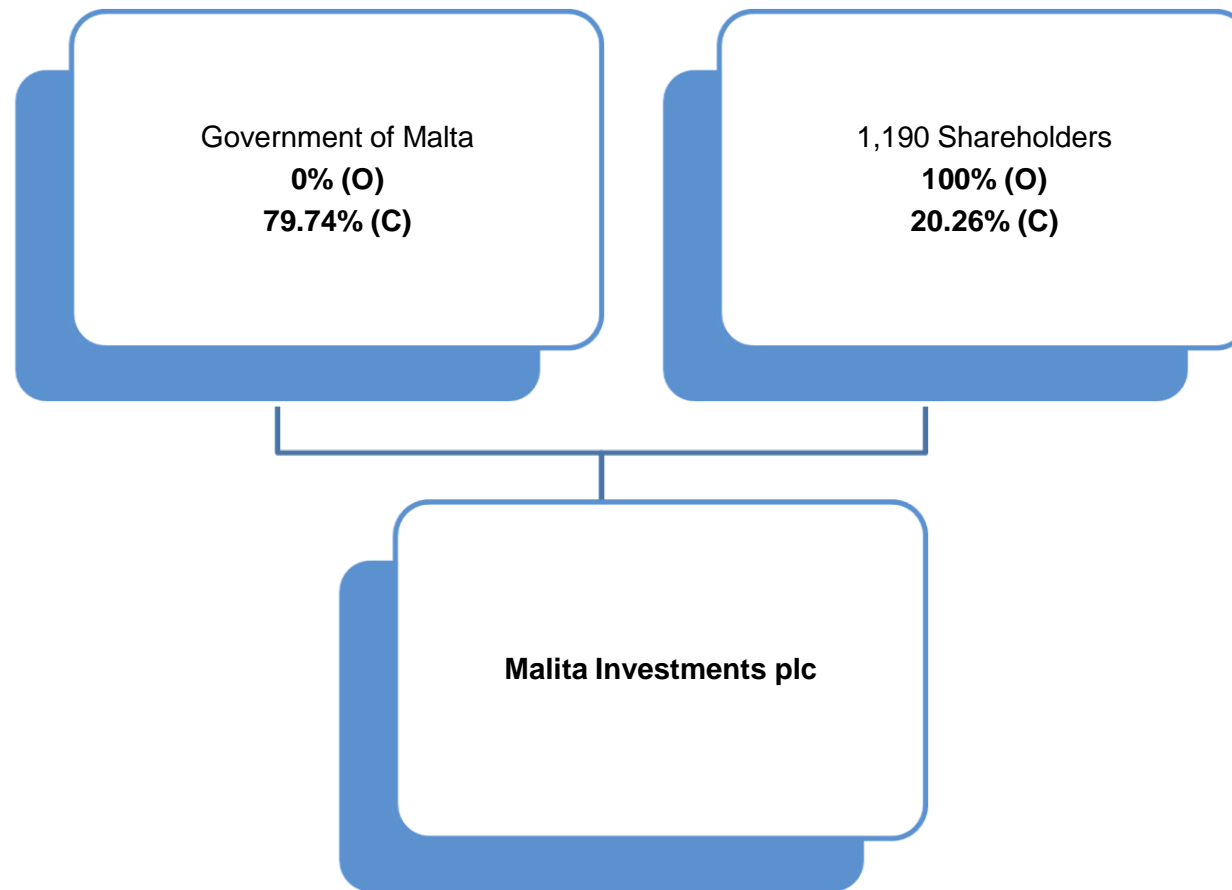 Government of Malta
0% (O)
79.74% (C)
1,190 Shareholders
100% (O)
20.26% (C)
Malita Investments plc